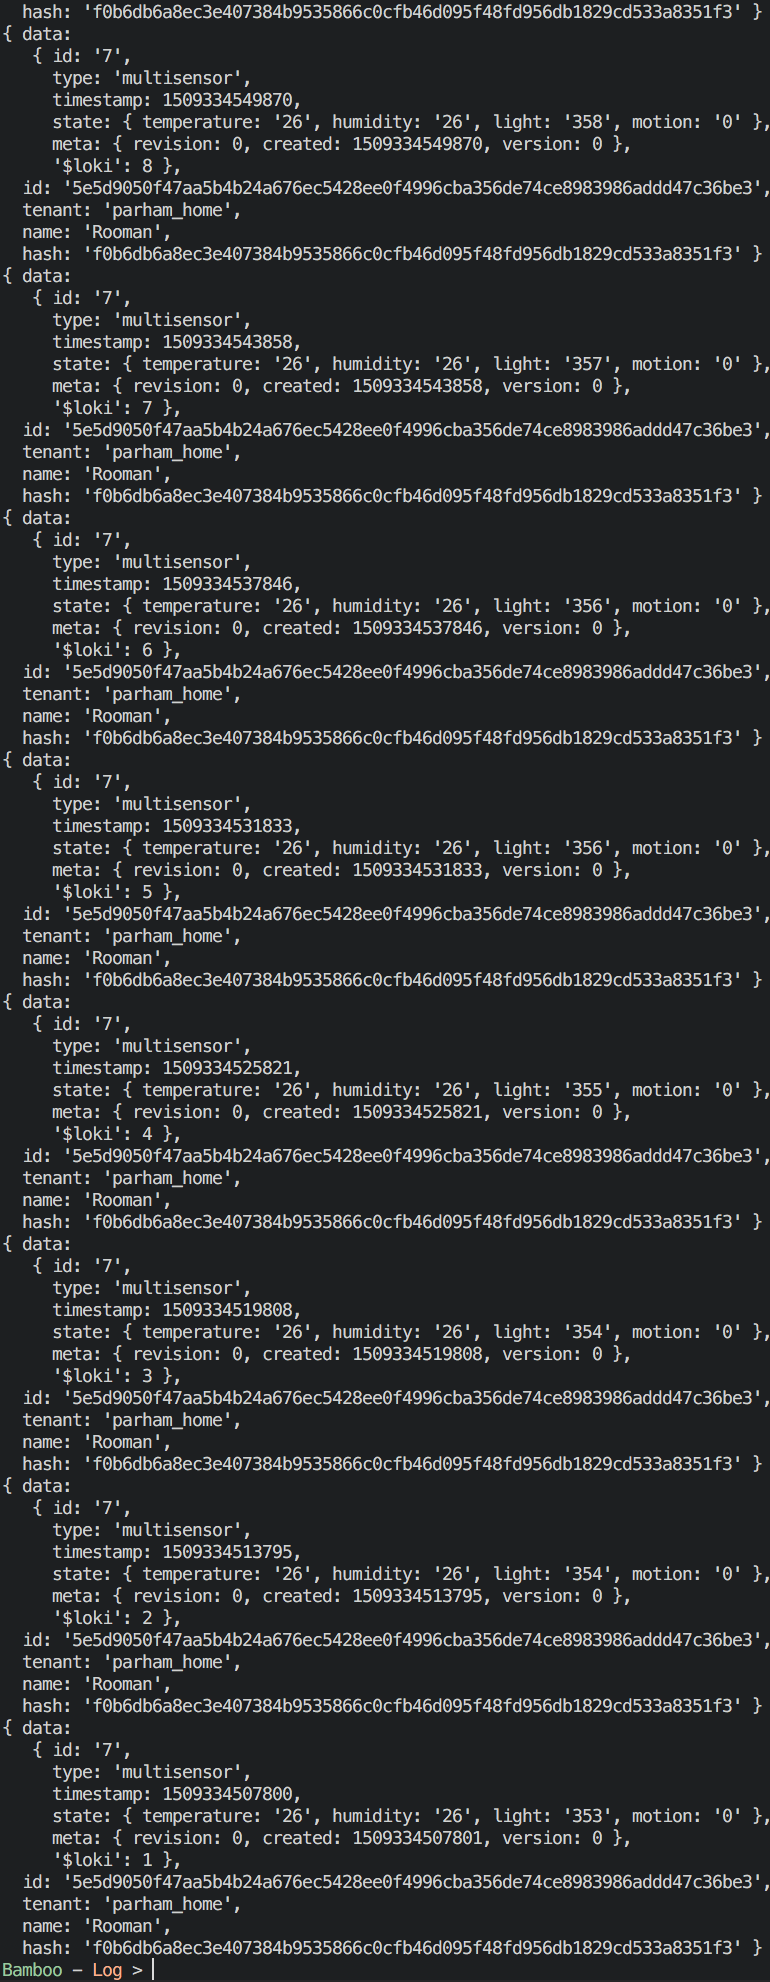 hash: 'f0b6db6a8ec3e407384b9535866c0cfb46d095f48fd956db1829cd533a8351f3' }
{ data:
   { id: '7',
     type: 'multisensor',
     timestamp: 1509334549870,
     state: { temperature: '26', humidity: '26', light: '358', motion: '0' },
     meta: { revision: 0, created: 1509334549870, version: 0 },
     '$loki': 8 },
  id: '5e5d9050f47aa5b4b24a676ec5428ee0f4996cba356de74ce8983986addd47c36be3',
  tenant: 'parham_home',
  name: 'Rooman',
  hash: 'f0b6db6a8ec3e407384b9535866c0cfb46d095f48fd956db1829cd533a8351f3' }
{ data:
   { id: '7',
     type: 'multisensor',
     timestamp: 1509334543858,
     state: { temperature: '26', humidity: '26', light: '357', motion: '0' },
     meta: { revision: 0, created: 1509334543858, version: 0 },
     '$loki': 7 },
  id: '5e5d9050f47aa5b4b24a676ec5428ee0f4996cba356de74ce8983986addd47c36be3',
  tenant: 'parham_home',
  name: 'Rooman',
  hash: 'f0b6db6a8ec3e407384b9535866c0cfb46d095f48fd956db1829cd533a8351f3' }
{ data:
   { id: '7',
     type: 'multisensor',
     timestamp: 1509334537846,
     state: { temperature: '26', humidity: '26', light: '356', motion: '0' },
     meta: { revision: 0, created: 1509334537846, version: 0 },
     '$loki': 6 },
  id: '5e5d9050f47aa5b4b24a676ec5428ee0f4996cba356de74ce8983986addd47c36be3',
  tenant: 'parham_home',
  name: 'Rooman',
  hash: 'f0b6db6a8ec3e407384b9535866c0cfb46d095f48fd956db1829cd533a8351f3' }
{ data:
   { id: '7',
     type: 'multisensor',
     timestamp: 1509334531833,
     state: { temperature: '26', humidity: '26', light: '356', motion: '0' },
     meta: { revision: 0, created: 1509334531833, version: 0 },
     '$loki': 5 },
  id: '5e5d9050f47aa5b4b24a676ec5428ee0f4996cba356de74ce8983986addd47c36be3',
  tenant: 'parham_home',
  name: 'Rooman',
  hash: 'f0b6db6a8ec3e407384b9535866c0cfb46d095f48fd956db1829cd533a8351f3' }
{ data:
   { id: '7',
     type: 'multisensor',
     timestamp: 1509334525821,
     state: { temperature: '26', humidity: '26', light: '355', motion: '0' },
     meta: { revision: 0, created: 1509334525821, version: 0 },
     '$loki': 4 },
  id: '5e5d9050f47aa5b4b24a676ec5428ee0f4996cba356de74ce8983986addd47c36be3',
  tenant: 'parham_home',
  name: 'Rooman',
  hash: 'f0b6db6a8ec3e407384b9535866c0cfb46d095f48fd956db1829cd533a8351f3' }
{ data:
   { id: '7',
     type: 'multisensor',
     timestamp: 1509334519808,
     state: { temperature: '26', humidity: '26', light: '354', motion: '0' },
     meta: { revision: 0, created: 1509334519808, version: 0 },
     '$loki': 3 },
  id: '5e5d9050f47aa5b4b24a676ec5428ee0f4996cba356de74ce8983986addd47c36be3',
  tenant: 'parham_home',
  name: 'Rooman',
  hash: 'f0b6db6a8ec3e407384b9535866c0cfb46d095f48fd956db1829cd533a8351f3' }
{ data:
   { id: '7',
     type: 'multisensor',
     timestamp: 1509334513795,
     state: { temperature: '26', humidity: '26', light: '354', motion: '0' },
     meta: { revision: 0, created: 1509334513795, version: 0 },
     '$loki': 2 },
  id: '5e5d9050f47aa5b4b24a676ec5428ee0f4996cba356de74ce8983986addd47c36be3',
  tenant: 'parham_home',
  name: 'Rooman',
  hash: 'f0b6db6a8ec3e407384b9535866c0cfb46d095f48fd956db1829cd533a8351f3' }
{ data:
   { id: '7',
     type: 'multisensor',
     timestamp: 1509334507800,
     state: { temperature: '26', humidity: '26', light: '353', motion: '0' },
     meta: { revision: 0, created: 1509334507801, version: 0 },
     '$loki': 1 },
  id: '5e5d9050f47aa5b4b24a676ec5428ee0f4996cba356de74ce8983986addd47c36be3',
  tenant: 'parham_home',
  name: 'Rooman',
  hash: 'f0b6db6a8ec3e407384b9535866c0cfb46d095f48fd956db1829cd533a8351f3' }
Bamboo - Log >